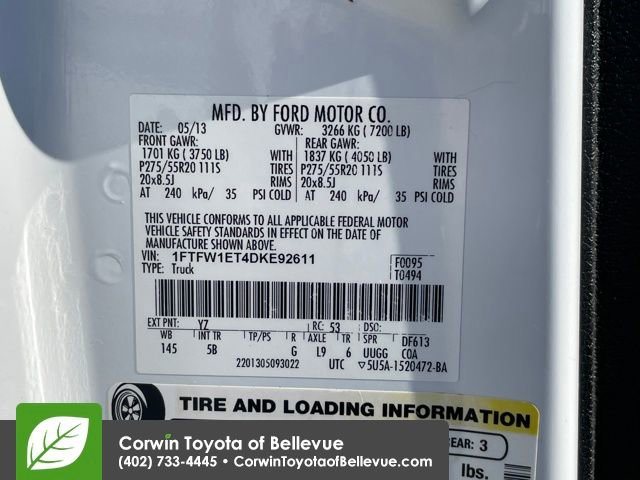 MFD. BY FORD MOTOR CO.
DATE: 05/13 GVWR: 3266 KG (7200 LB)
FRONT GAWR: REAR GAWR:
1701 KG (3750 LB) WITH 1837 KG (4050 LB) WITH
P275/55R20 111S TIRES P275/55R20 111S TIRES
20x8.5J RIMS 20x8.5J RIMS
AT 240 kPa/ 35 PSI COLD AT 240 kPa/ 35 PSI COLD
THIS VEHICLE CONFORMS TO ALL APPLICABLE FEDERAL MOTOR
VEHICLE SAFETY STANDARDS IN EFFECT ON THE DATE OF
MANUFACTURE SHOWN ABOVE.
VIN: 1FTFW1ET4DKE92611 F0095
TYPE: Truck T0494
EXT PNT: YZ RC: 53 DSO:
WB INT TR TP/PS R AXLE TR SPR DF613
145 5B G L9 6 UUGG COA
2201305093022 UTC ▽5U5A-1520472-BA
TIRE AND LOADING INFORMATION
REAR: 3
lbs.
Corwin Toyota of Bellevue
(402) 733-4445 • CorwinToyotaofBellevue.com